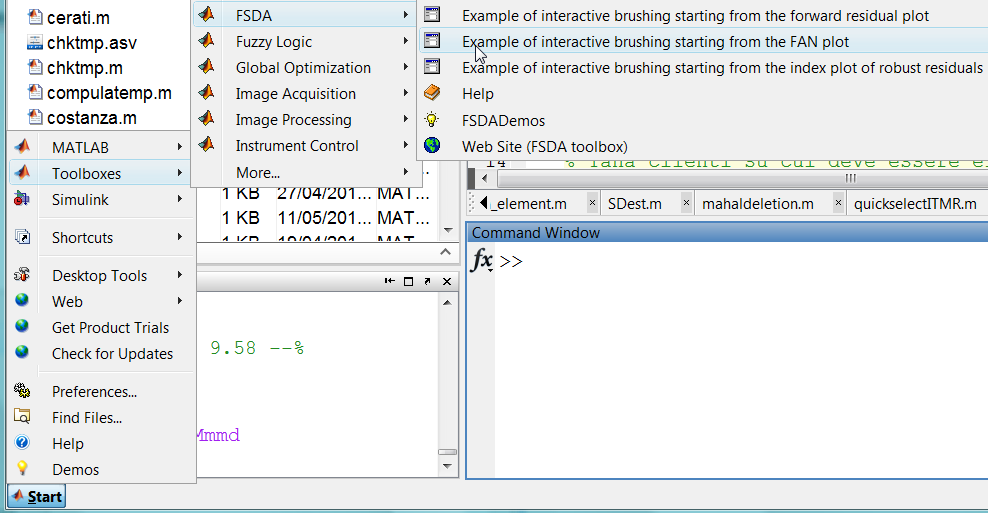 cerati.m
chktmp.asv
chktmp.m
compulatemp.m
costanza.m
MATLAB
Toolboxes
Simulink
Shortcuts
Desktop Tools
Web
Get Product Trials
Check for Updates
Preferences...
Find Files...
Help
Demos
Start
FSDA
Fuzzy Logic
Global Optimization
Image Acquisition
Image Processing
Instrument Control
More...
Example of interactive brushing starting from the forward residual plot
Example of interactive brushing starting from the FAN plot
Example of interactive brushing starting from the index plot of robust residuals
Help
FSDADemos
Web Site (FSDA toolbox)
1 KB 27/04/201... MAT...
1 KB 11/05/201... MAT...
1 KB 19/04/201... MAT...
9.58 --%
Mmmd
14 % fana clienti su cui deve essere
_element.m SDest.m mahaldeletion.m quickselectITMR.m
Command Window
fx >>